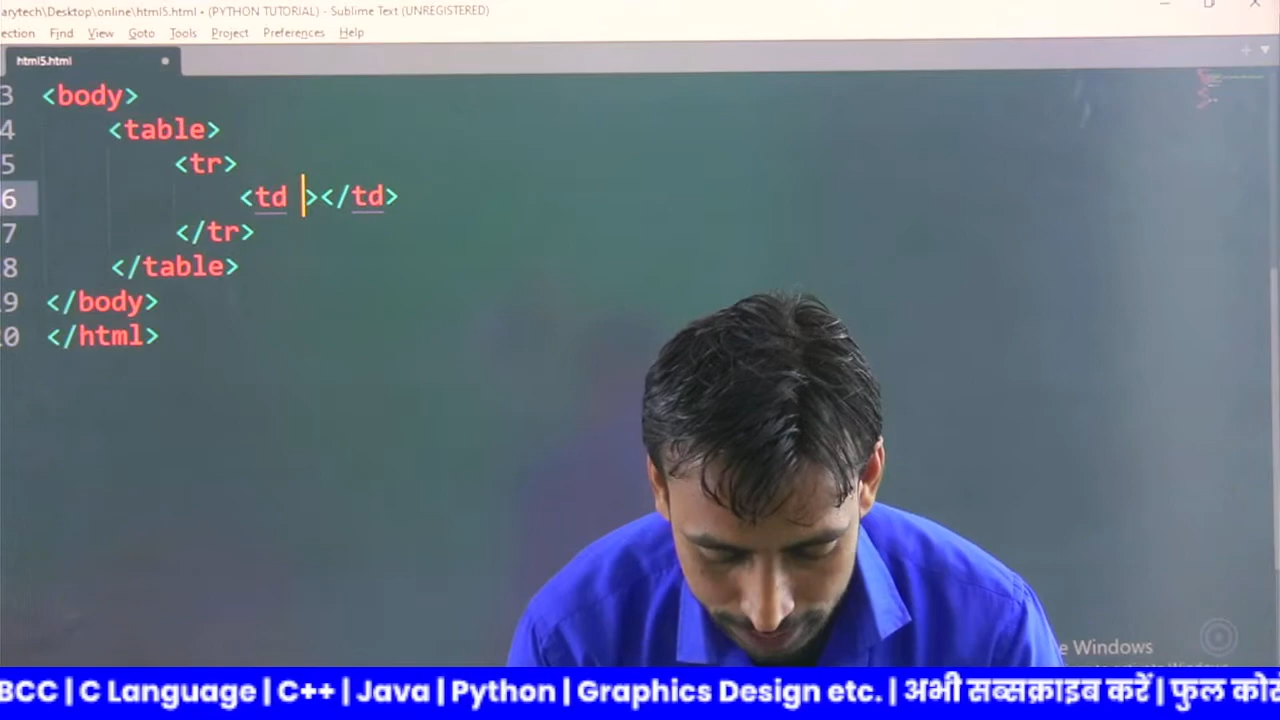 arytech\Desktop\online\html5.html • (PYTHON TUTORIAL) - Sublime Text (UNREGISTERED)
ection Find View Goto Tools Project Preferences Help
html5.html
3 <body>
4 <table>
5 <tr>
6 <td ></td>
7 </tr>
8 </table>
9 </body>
0 </html>
e Windows
BCC | C Language | C++ | Java | Python | Graphics Design etc. | अभी सब्सक्राइब करें | फुल कोर्स